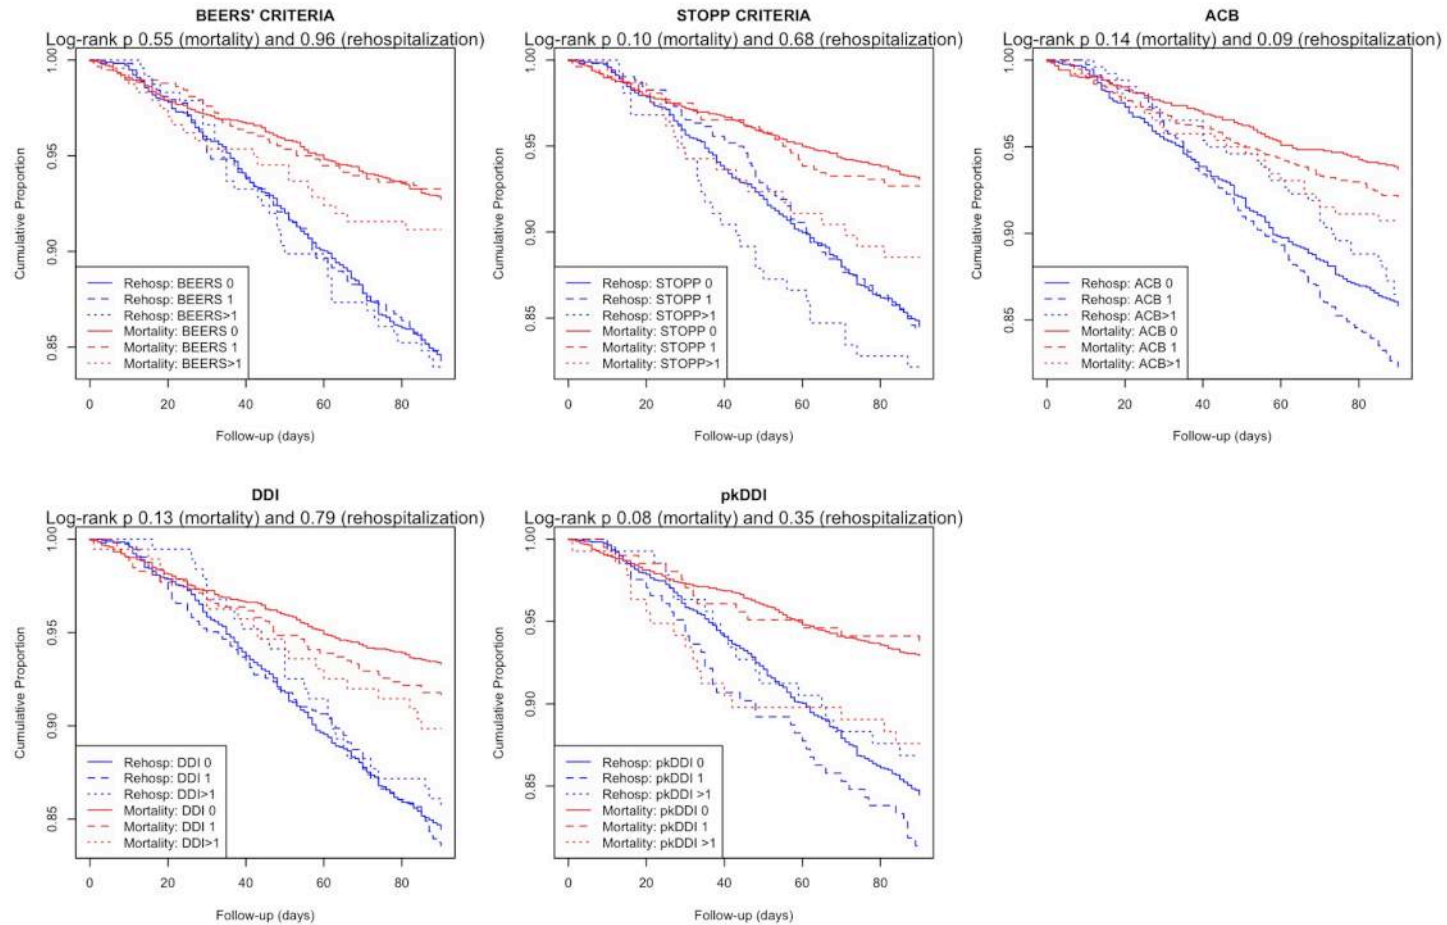 BEERS' CRITERIA
Log-rank p 0.55 (mortality) and 0.96 (rehospitalization)
Cumulative Proportion
1.00
0.95
0.90
0.85
Rehosp: BEERS 0
Rehosp: BEERS 1
Rehosp: BEERS>1
Mortality: BEERS 0
Mortality: BEERS 1
Mortality: BEERS>1
0 20 40 60 80
Follow-up (days)
STOPP CRITERIA
Log-rank p 0.10 (mortality) and 0.68 (rehospitalization)
Cumulative Proportion
1.00
0.95
0.90
0.85
Rehosp: STOPP 0
Rehosp: STOPP 1
Rehosp: STOPP>1
Mortality: STOPP 0
Mortality: STOPP 1
Mortality: STOPP>1
0 20 40 60 80
Follow-up (days)
ACB
Log-rank p 0.14 (mortality) and 0.09 (rehospitalization)
Cumulative Proportion
1.00
0.95
0.90
0.85
Rehosp: ACB 0
Rehosp: ACB 1
Rehosp: ACB>1
Mortality: ACB 0
Mortality: ACB 1
Mortality: ACB>1
0 20 40 60 80
Follow-up (days)
DDI
Log-rank p 0.13 (mortality) and 0.79 (rehospitalization)
Cumulative Proportion
1.00
0.95
0.90
0.85
Rehosp: DDI 0
Rehosp: DDI 1
Rehosp: DDI>1
Mortality: DDI 0
Mortality: DDI 1
Mortality: DDI>1
0 20 40 60 80
Follow-up (days)
pkDDI
Log-rank p 0.08 (mortality) and 0.35 (rehospitalization)
Cumulative Proportion
1.00
0.95
0.90
0.85
Rehosp: pkDDI 0
Rehosp: pkDDI 1
Rehosp: pkDDI >1
Mortality: pkDDI 0
Mortality: pkDDI 1
Mortality: pkDDI >1
0 20 40 60 80
Follow-up (days)